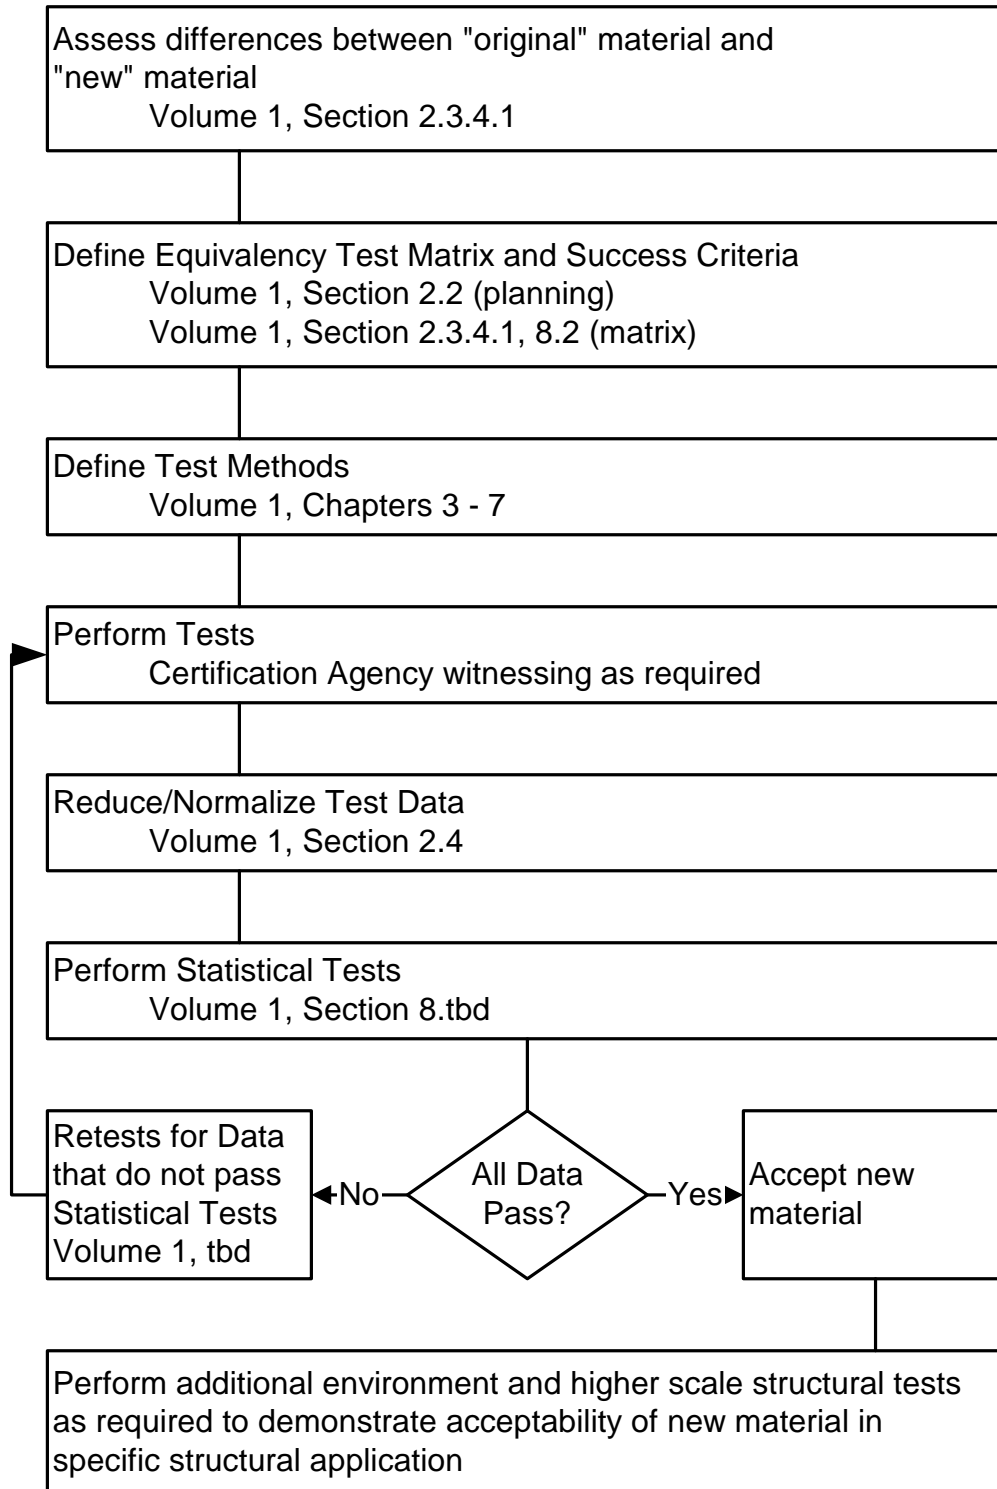 Assess differences between "original" material and
"new" material
Volume 1, Section 2.3.4.1
Define Equivalency Test Matrix and Success Criteria
Volume 1, Section 2.2 (planning)
Volume 1, Section 2.3.4.1, 8.2 (matrix)
Define Test Methods
Volume 1, Chapters 3 - 7
Perform Tests
Certification Agency witnessing as required
Reduce/Normalize Test Data
Volume 1, Section 2.4
Perform Statistical Tests
Volume 1, Section 8.tbd
Retests for Data
that do not pass
Statistical Tests
Volume 1, tbd
No
All Data
Pass?
Yes
Accept new
material
Perform additional environment and higher scale structural tests
as required to demonstrate acceptability of new material in
specific structural application